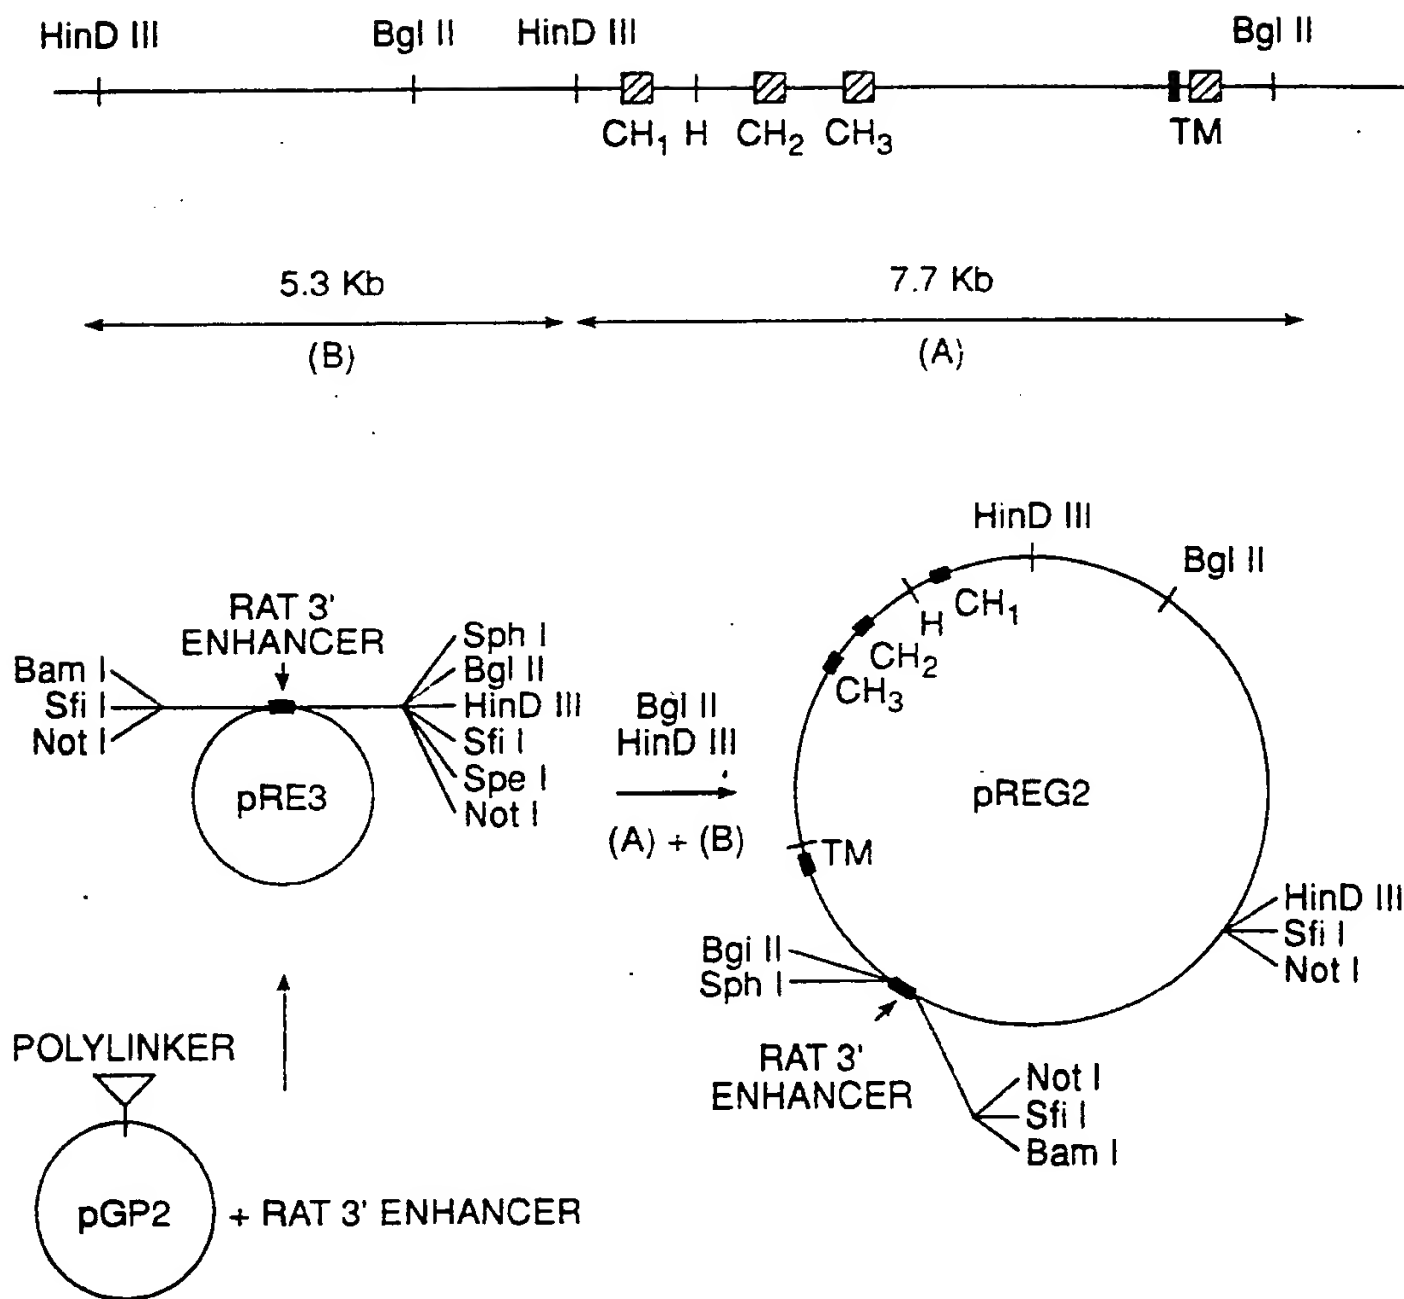 HinD III Bgl II HinD III Bgl II
CH1 H CH2 CH3 TM
5.3 Kb 7.7 Kb
(B) (A)
RAT 3'
ENHANCER
Bam I
Sfi I
Not I
Sph I
Bgl II
HinD III
Sfi I
Spe I
Not I
pRE3
Bgl II
HinD III
(A) + (B)
HinD III
Bgl II
CH1
H
CH2
CH3
pREG2
TM
HinD III
Sfi I
Not I
Bgi II
Sph I
RAT 3'
ENHANCER
Not I
Sfi I
Bam I
POLYLINKER
pGP2 + RAT 3' ENHANCER